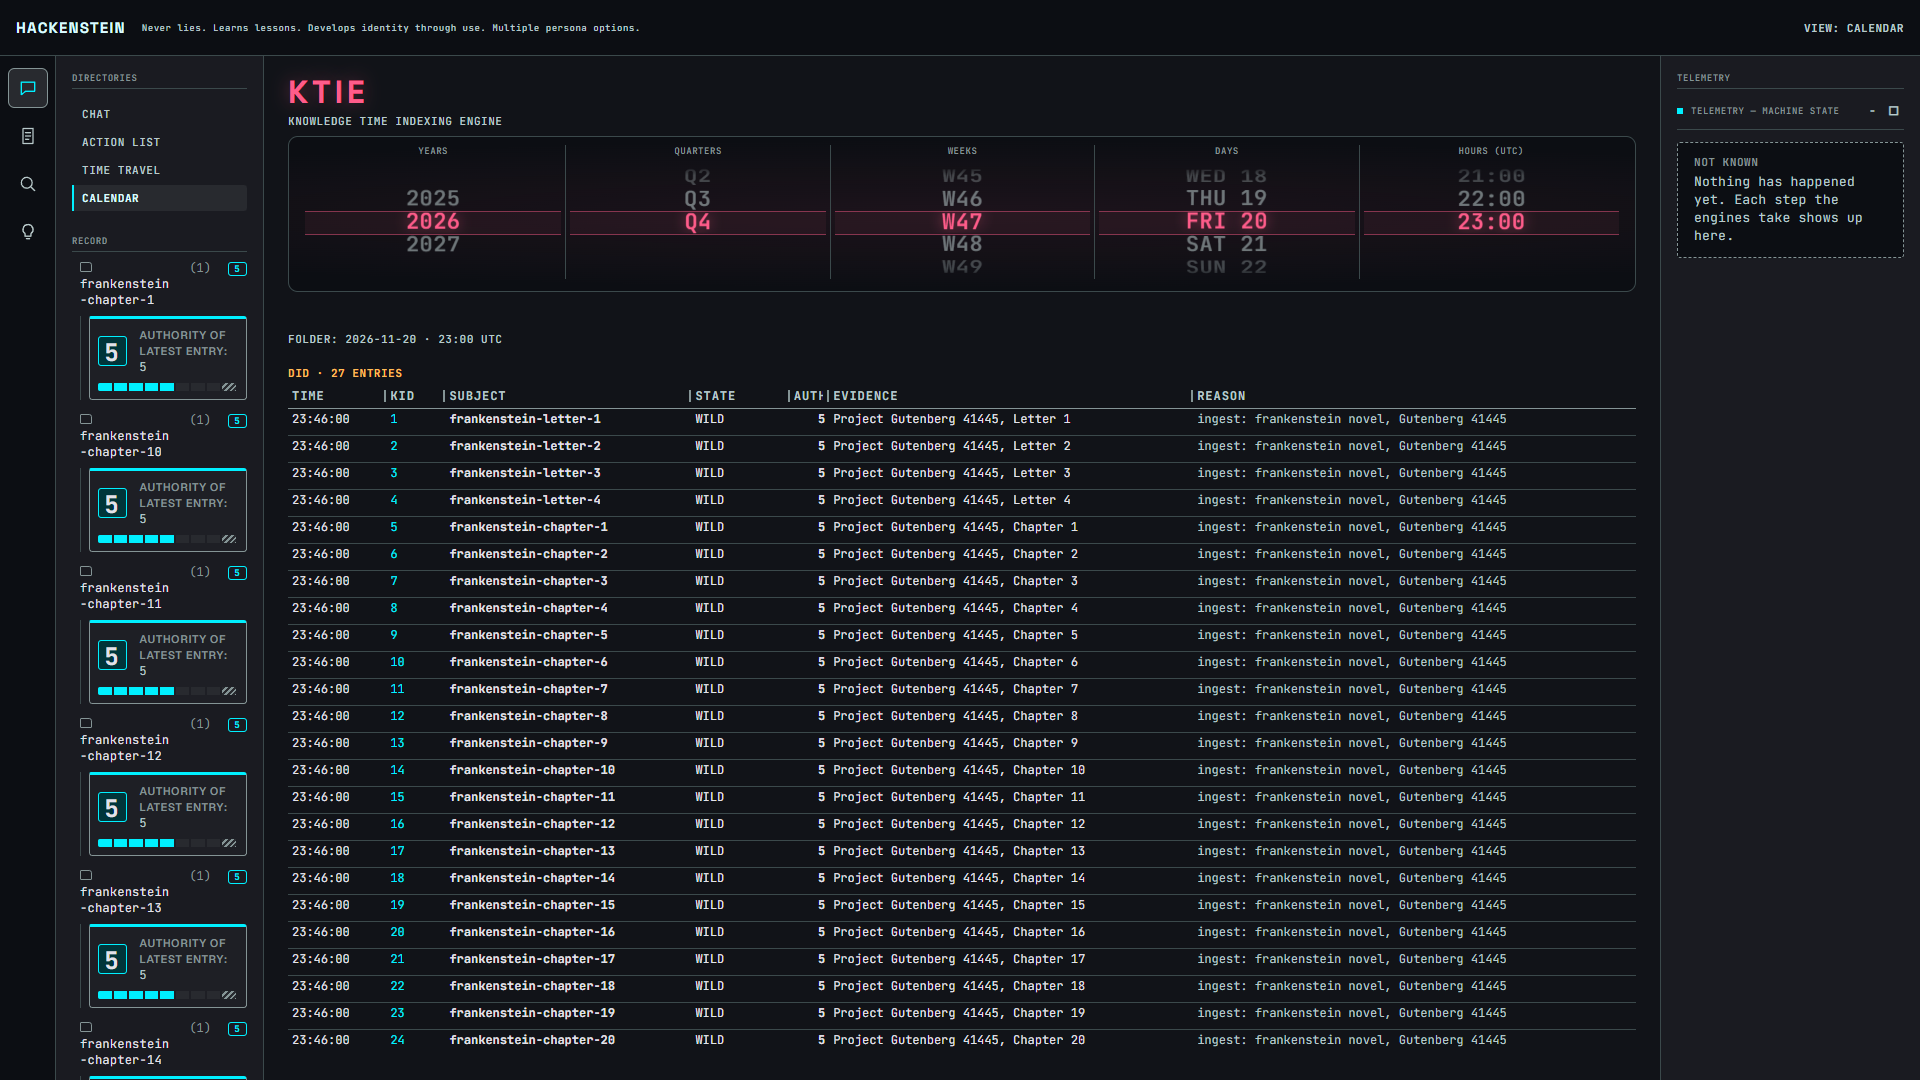 HACKENSTEIN
Never lies. Learns lessons. Develops identity through use. Multiple persona options.
VIEW: CALENDAR
DIRECTORIES
CHAT
ACTION LIST
TIME TRAVEL
CALENDAR
RECORD
(1) 5
frankenstein
-chapter-1
5
AUTHORITY OF
LATEST ENTRY:
5
(1) 5
frankenstein
-chapter-10
5
AUTHORITY OF
LATEST ENTRY:
5
(1) 5
frankenstein
-chapter-11
5
AUTHORITY OF
LATEST ENTRY:
5
(1) 5
frankenstein
-chapter-12
5
AUTHORITY OF
LATEST ENTRY:
5
(1) 5
frankenstein
-chapter-13
5
AUTHORITY OF
LATEST ENTRY:
5
(1) 5
frankenstein
-chapter-14
KTIE
KNOWLEDGE TIME INDEXING ENGINE
YEARS
2025
2026
2027
QUARTERS
Q2
Q3
Q4
WEEKS
W45
W46
W47
W48
W49
DAYS
WED 18
THU 19
FRI 20
SAT 21
SUN 22
HOURS (UTC)
21:00
22:00
23:00
FOLDER: 2026-11-20 · 23:00 UTC
DID · 27 ENTRIES
TIME |KID |SUBJECT |STATE |AUTH|EVIDENCE |REASON
23:46:00 1 frankenstein-letter-1 WILD 5 Project Gutenberg 41445, Letter 1 ingest: frankenstein novel, Gutenberg 41445
23:46:00 2 frankenstein-letter-2 WILD 5 Project Gutenberg 41445, Letter 2 ingest: frankenstein novel, Gutenberg 41445
23:46:00 3 frankenstein-letter-3 WILD 5 Project Gutenberg 41445, Letter 3 ingest: frankenstein novel, Gutenberg 41445
23:46:00 4 frankenstein-letter-4 WILD 5 Project Gutenberg 41445, Letter 4 ingest: frankenstein novel, Gutenberg 41445
23:46:00 5 frankenstein-chapter-1 WILD 5 Project Gutenberg 41445, Chapter 1 ingest: frankenstein novel, Gutenberg 41445
23:46:00 6 frankenstein-chapter-2 WILD 5 Project Gutenberg 41445, Chapter 2 ingest: frankenstein novel, Gutenberg 41445
23:46:00 7 frankenstein-chapter-3 WILD 5 Project Gutenberg 41445, Chapter 3 ingest: frankenstein novel, Gutenberg 41445
23:46:00 8 frankenstein-chapter-4 WILD 5 Project Gutenberg 41445, Chapter 4 ingest: frankenstein novel, Gutenberg 41445
23:46:00 9 frankenstein-chapter-5 WILD 5 Project Gutenberg 41445, Chapter 5 ingest: frankenstein novel, Gutenberg 41445
23:46:00 10 frankenstein-chapter-6 WILD 5 Project Gutenberg 41445, Chapter 6 ingest: frankenstein novel, Gutenberg 41445
23:46:00 11 frankenstein-chapter-7 WILD 5 Project Gutenberg 41445, Chapter 7 ingest: frankenstein novel, Gutenberg 41445
23:46:00 12 frankenstein-chapter-8 WILD 5 Project Gutenberg 41445, Chapter 8 ingest: frankenstein novel, Gutenberg 41445
23:46:00 13 frankenstein-chapter-9 WILD 5 Project Gutenberg 41445, Chapter 9 ingest: frankenstein novel, Gutenberg 41445
23:46:00 14 frankenstein-chapter-10 WILD 5 Project Gutenberg 41445, Chapter 10 ingest: frankenstein novel, Gutenberg 41445
23:46:00 15 frankenstein-chapter-11 WILD 5 Project Gutenberg 41445, Chapter 11 ingest: frankenstein novel, Gutenberg 41445
23:46:00 16 frankenstein-chapter-12 WILD 5 Project Gutenberg 41445, Chapter 12 ingest: frankenstein novel, Gutenberg 41445
23:46:00 17 frankenstein-chapter-13 WILD 5 Project Gutenberg 41445, Chapter 13 ingest: frankenstein novel, Gutenberg 41445
23:46:00 18 frankenstein-chapter-14 WILD 5 Project Gutenberg 41445, Chapter 14 ingest: frankenstein novel, Gutenberg 41445
23:46:00 19 frankenstein-chapter-15 WILD 5 Project Gutenberg 41445, Chapter 15 ingest: frankenstein novel, Gutenberg 41445
23:46:00 20 frankenstein-chapter-16 WILD 5 Project Gutenberg 41445, Chapter 16 ingest: frankenstein novel, Gutenberg 41445
23:46:00 21 frankenstein-chapter-17 WILD 5 Project Gutenberg 41445, Chapter 17 ingest: frankenstein novel, Gutenberg 41445
23:46:00 22 frankenstein-chapter-18 WILD 5 Project Gutenberg 41445, Chapter 18 ingest: frankenstein novel, Gutenberg 41445
23:46:00 23 frankenstein-chapter-19 WILD 5 Project Gutenberg 41445, Chapter 19 ingest: frankenstein novel, Gutenberg 41445
23:46:00 24 frankenstein-chapter-20 WILD 5 Project Gutenberg 41445, Chapter 20 ingest: frankenstein novel, Gutenberg 41445
TELEMETRY
TELEMETRY — MACHINE STATE
NOT KNOWN
Nothing has happened
yet. Each step the
engines take shows up
here.